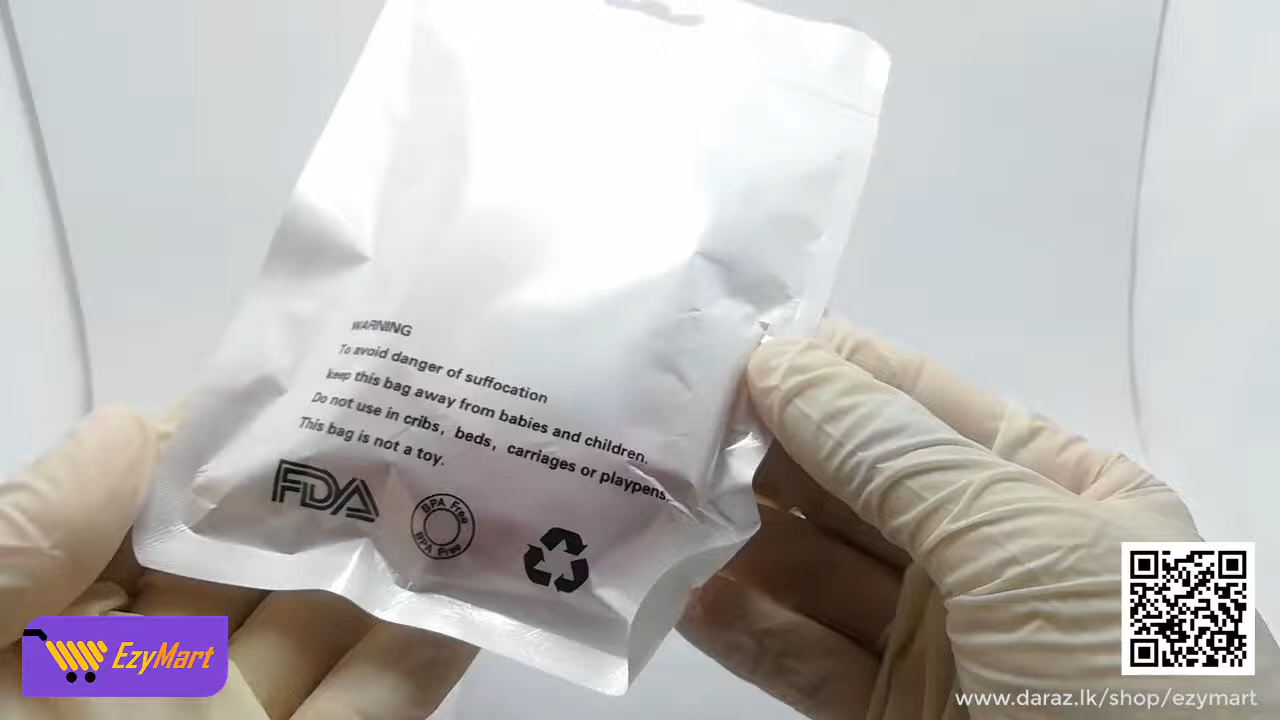 WARNING
To avoid danger of suffocation
keep this bag away from babies and children.
Do not use in cribs, beds, carriages or playpens
This bag is not a toy.
FDA
BPA Free
BPA Free
EzyMart
www.daraz.lk/shop/ezymart